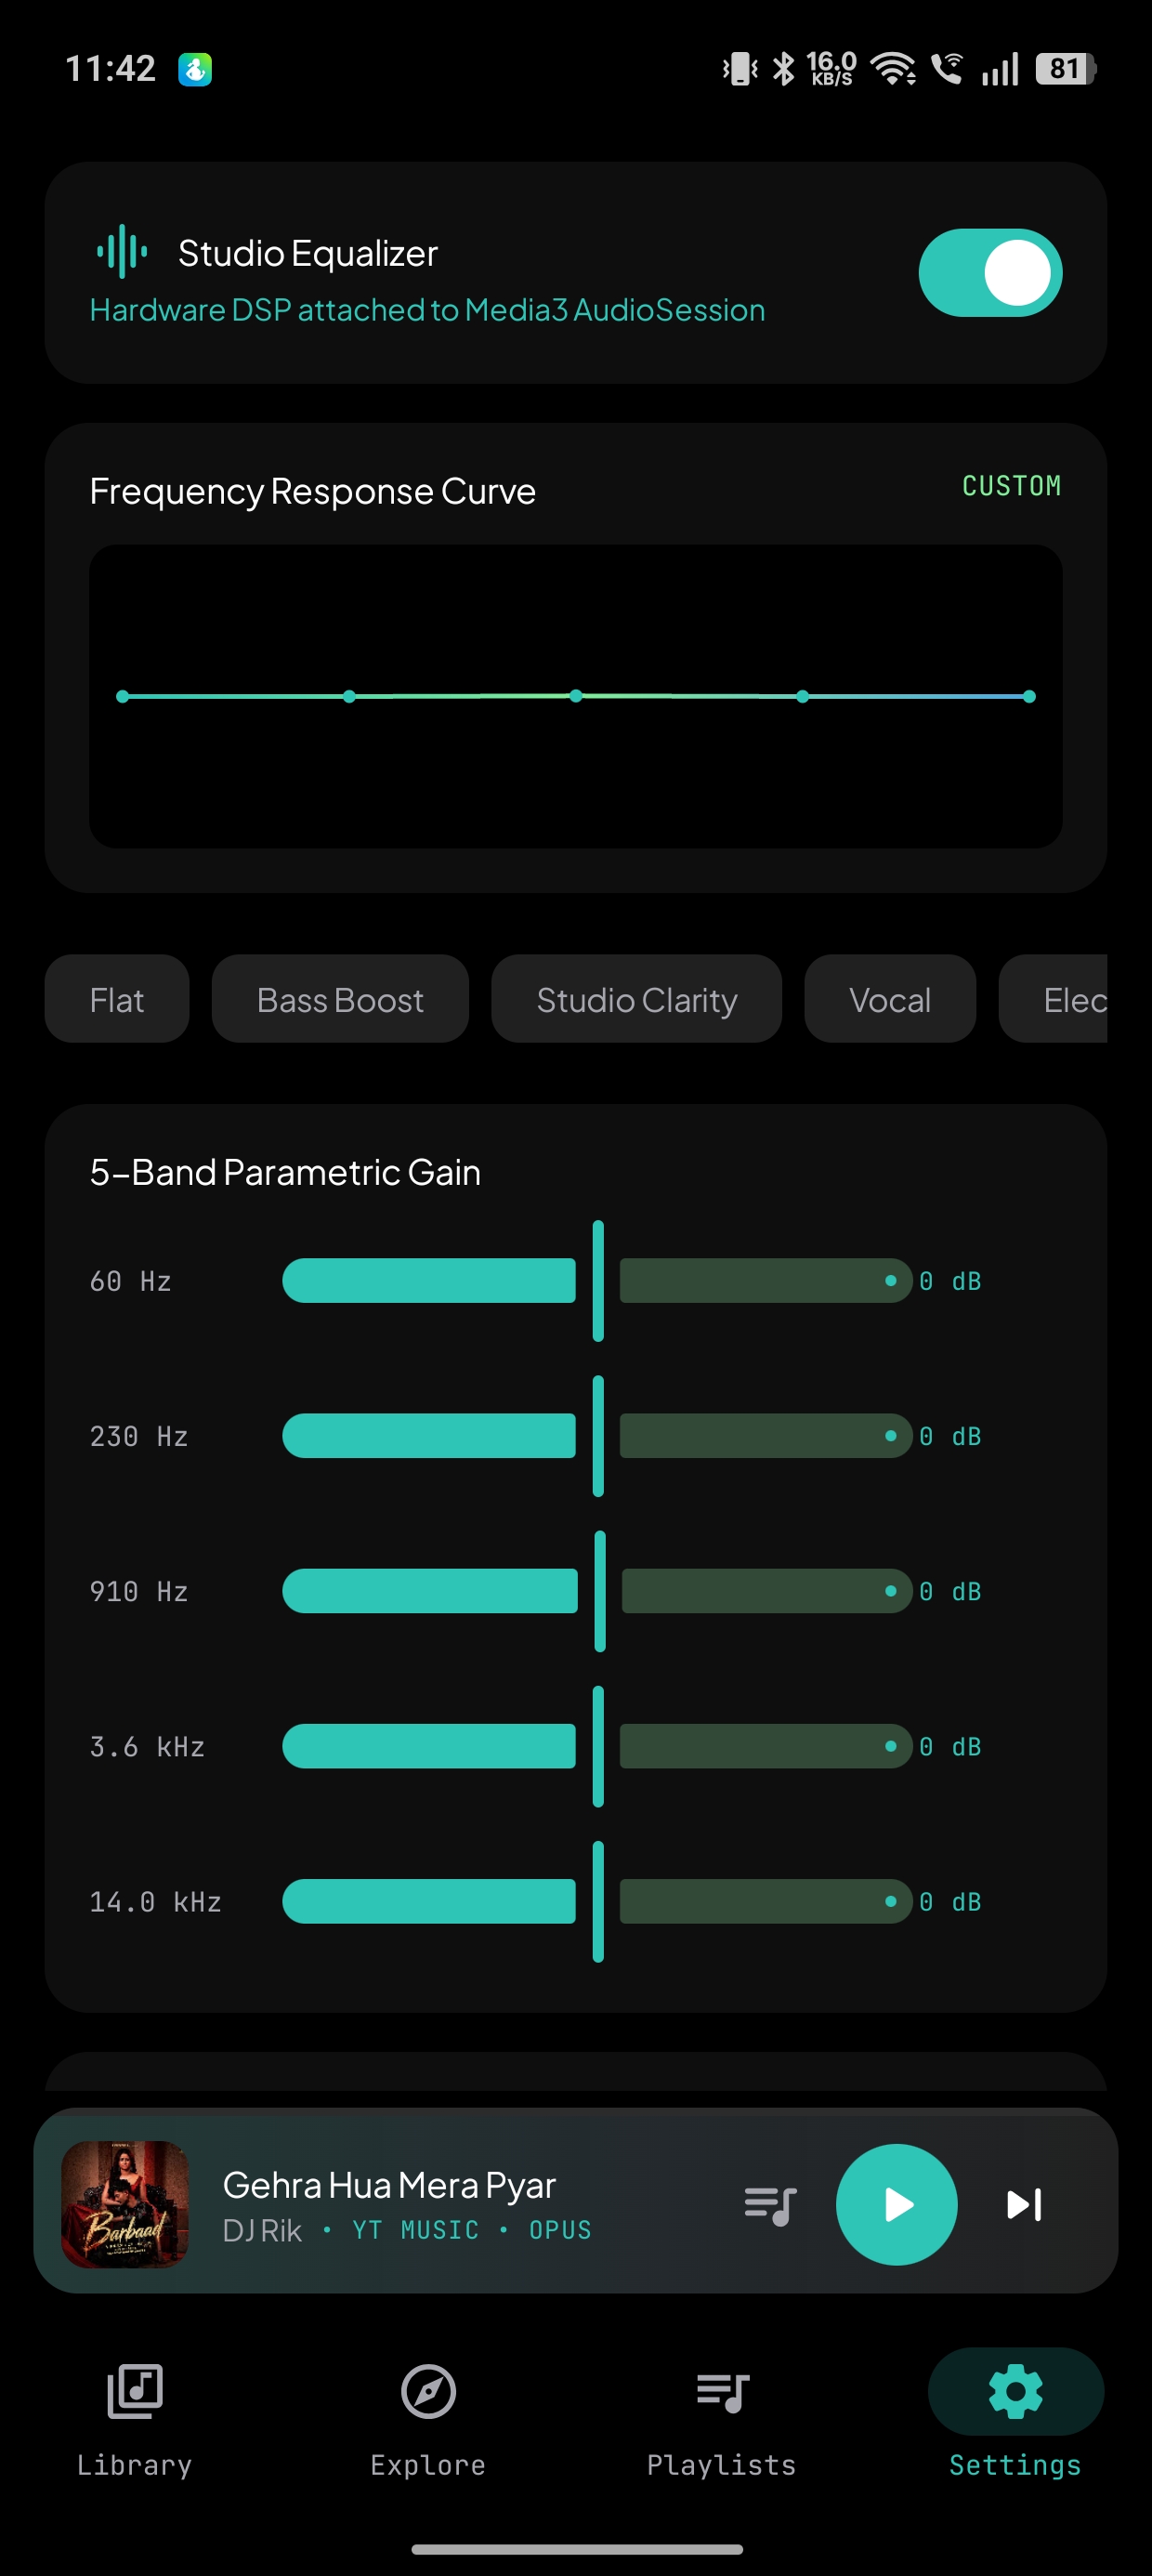 11:42
16.0
KB/S
81
Studio Equalizer
Hardware DSP attached to Media3 AudioSession
Frequency Response Curve
CUSTOM
Flat
Bass Boost
Studio Clarity
Vocal
Elec
5-Band Parametric Gain
60 Hz
0 dB
230 Hz
0 dB
910 Hz
0 dB
3.6 kHz
0 dB
14.0 kHz
0 dB
Barbaad
Gehra Hua Mera Pyar
DJ Rik • YT MUSIC • OPUS
Library
Explore
Playlists
Settings